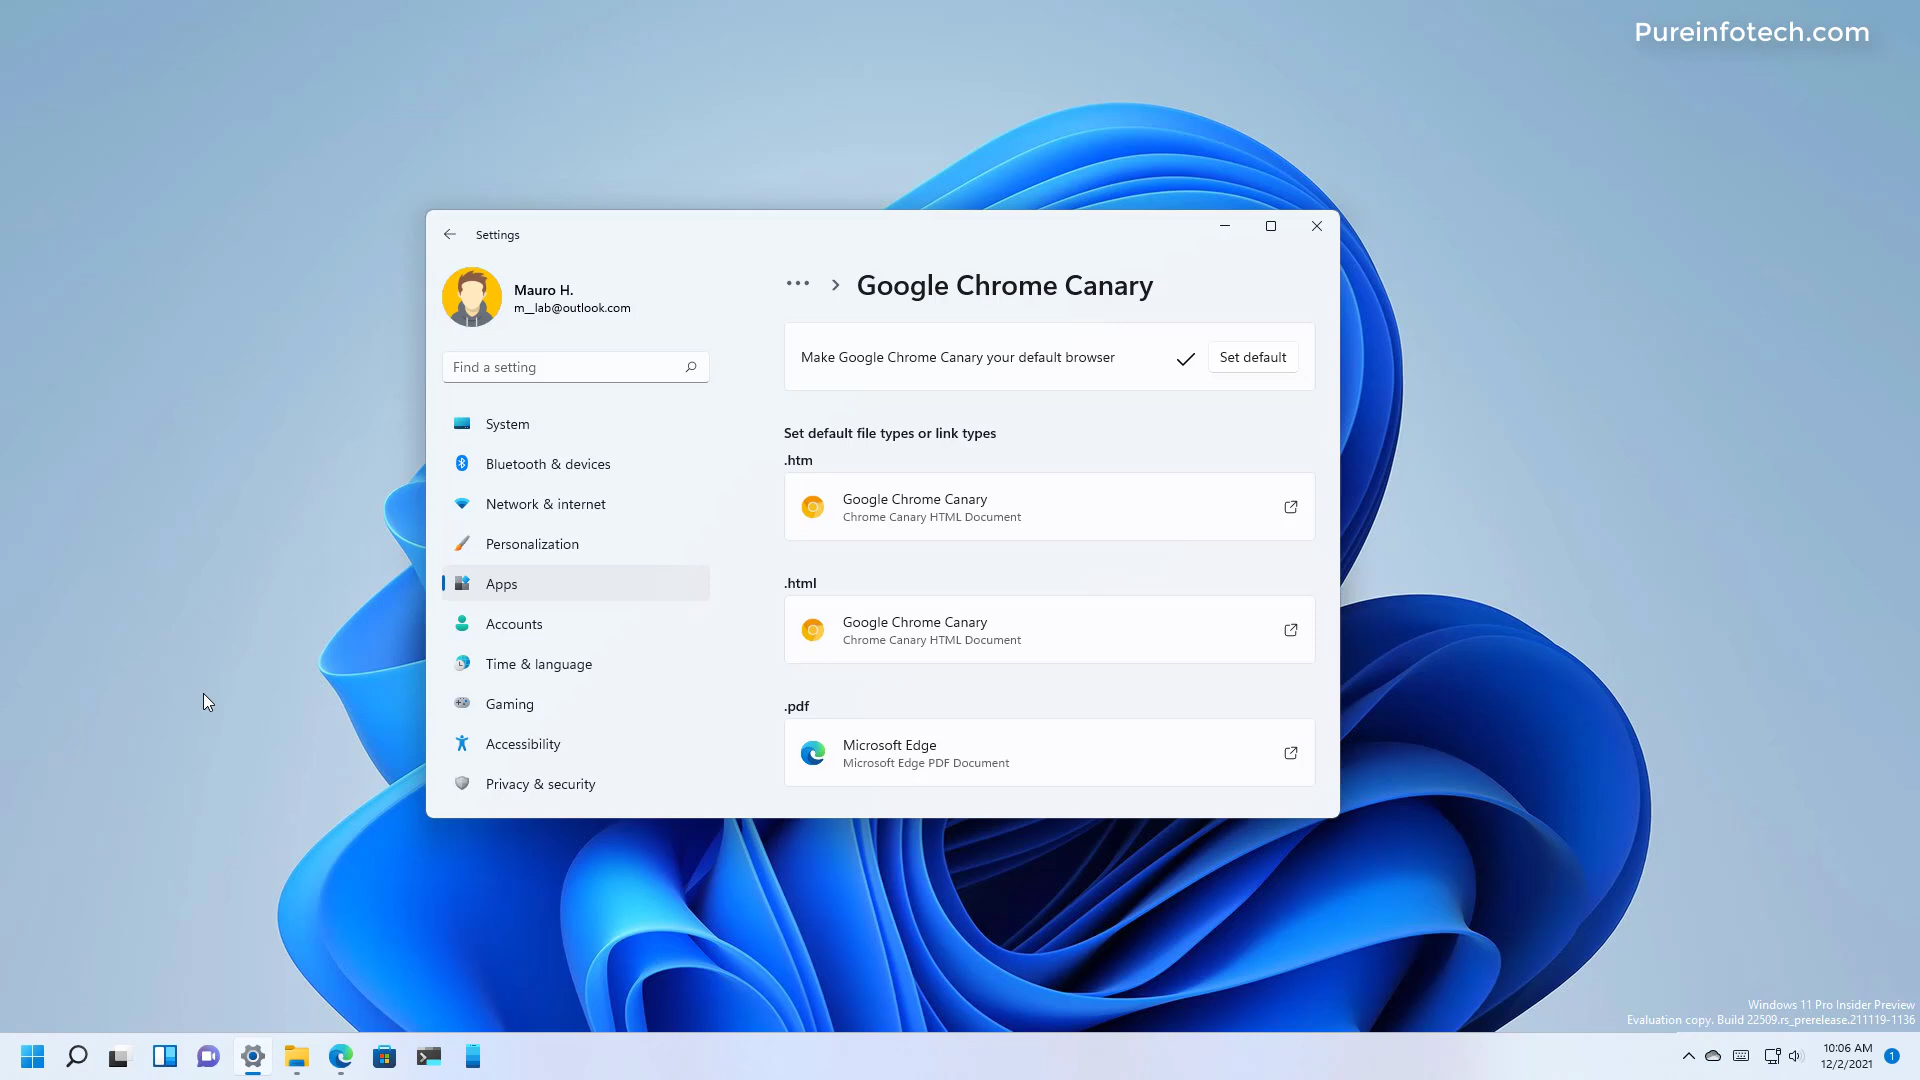 Pureinfotech.com
Settings
Mauro H.
m__lab@outlook.com
Find a setting
System
Bluetooth & devices
Network & internet
Personalization
Apps
Accounts
Time & language
Gaming
Accessibility
Privacy & security
... > Google Chrome Canary
Make Google Chrome Canary your default browser
Set default
Set default file types or link types
.htm
Google Chrome Canary
Chrome Canary HTML Document
.html
Google Chrome Canary
Chrome Canary HTML Document
.pdf
Microsoft Edge
Microsoft Edge PDF Document
Windows 11 Pro Insider Preview
Evaluation copy. Build 22509.rs_prerelease.211119-1136
10:06 AM
12/2/2021
1